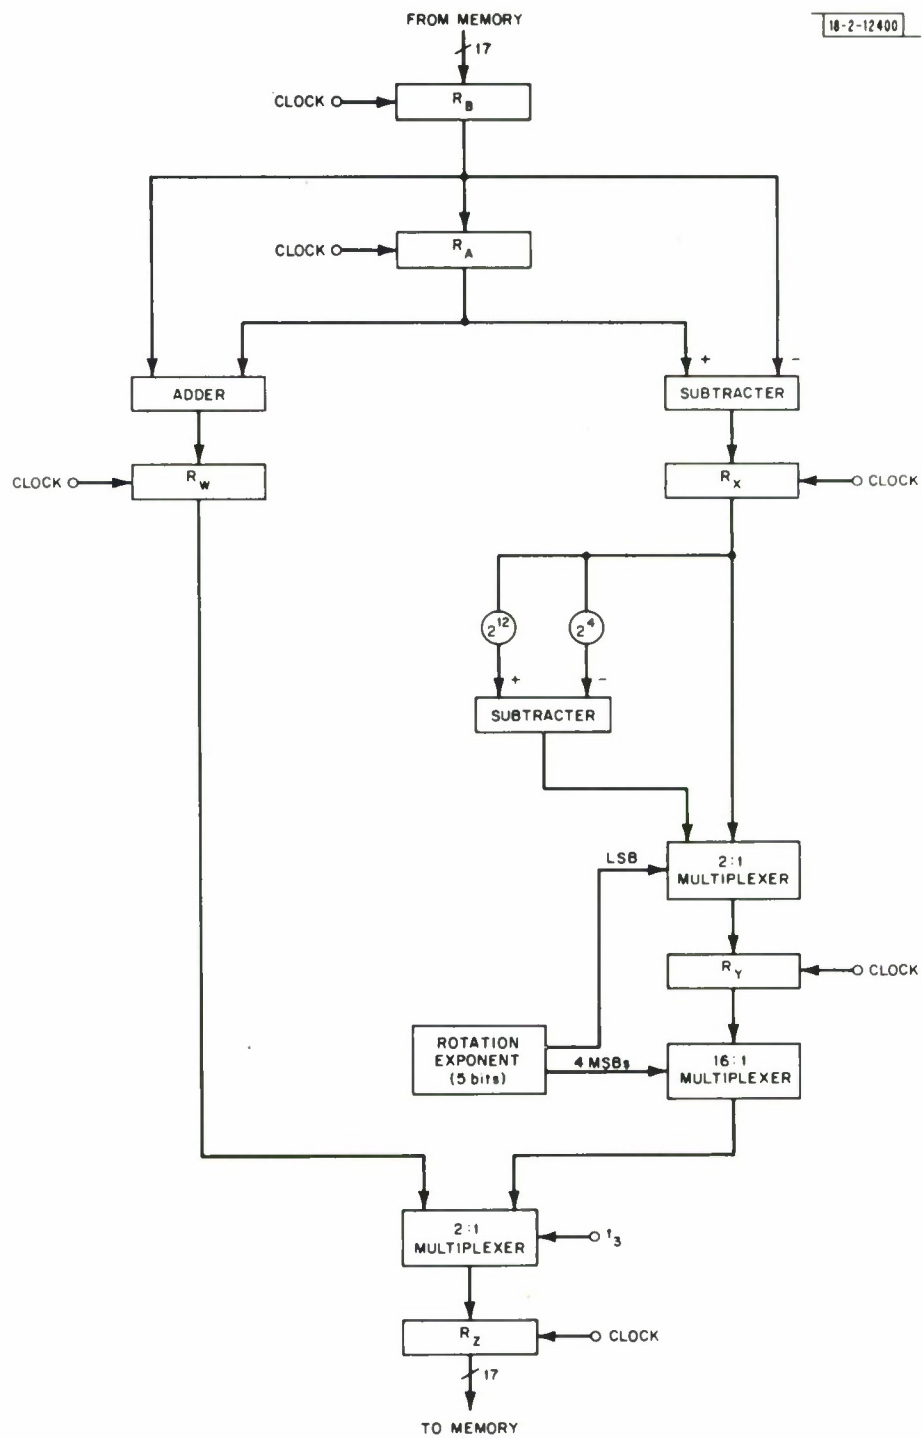 FROM MEMORY
18-2-12400
17
CLOCK
R_B
CLOCK
R_A
+
-
ADDER
SUBTRACTER
CLOCK
R_W
R_X
CLOCK
2^12
2^4
+
-
SUBTRACTER
LSB
2:1
MULTIPLEXER
R_Y
CLOCK
ROTATION
EXPONENT
(5 bits)
4 MSBs
16:1
MULTIPLEXER
2:1
MULTIPLEXER
t_3
R_Z
CLOCK
17
TO MEMORY